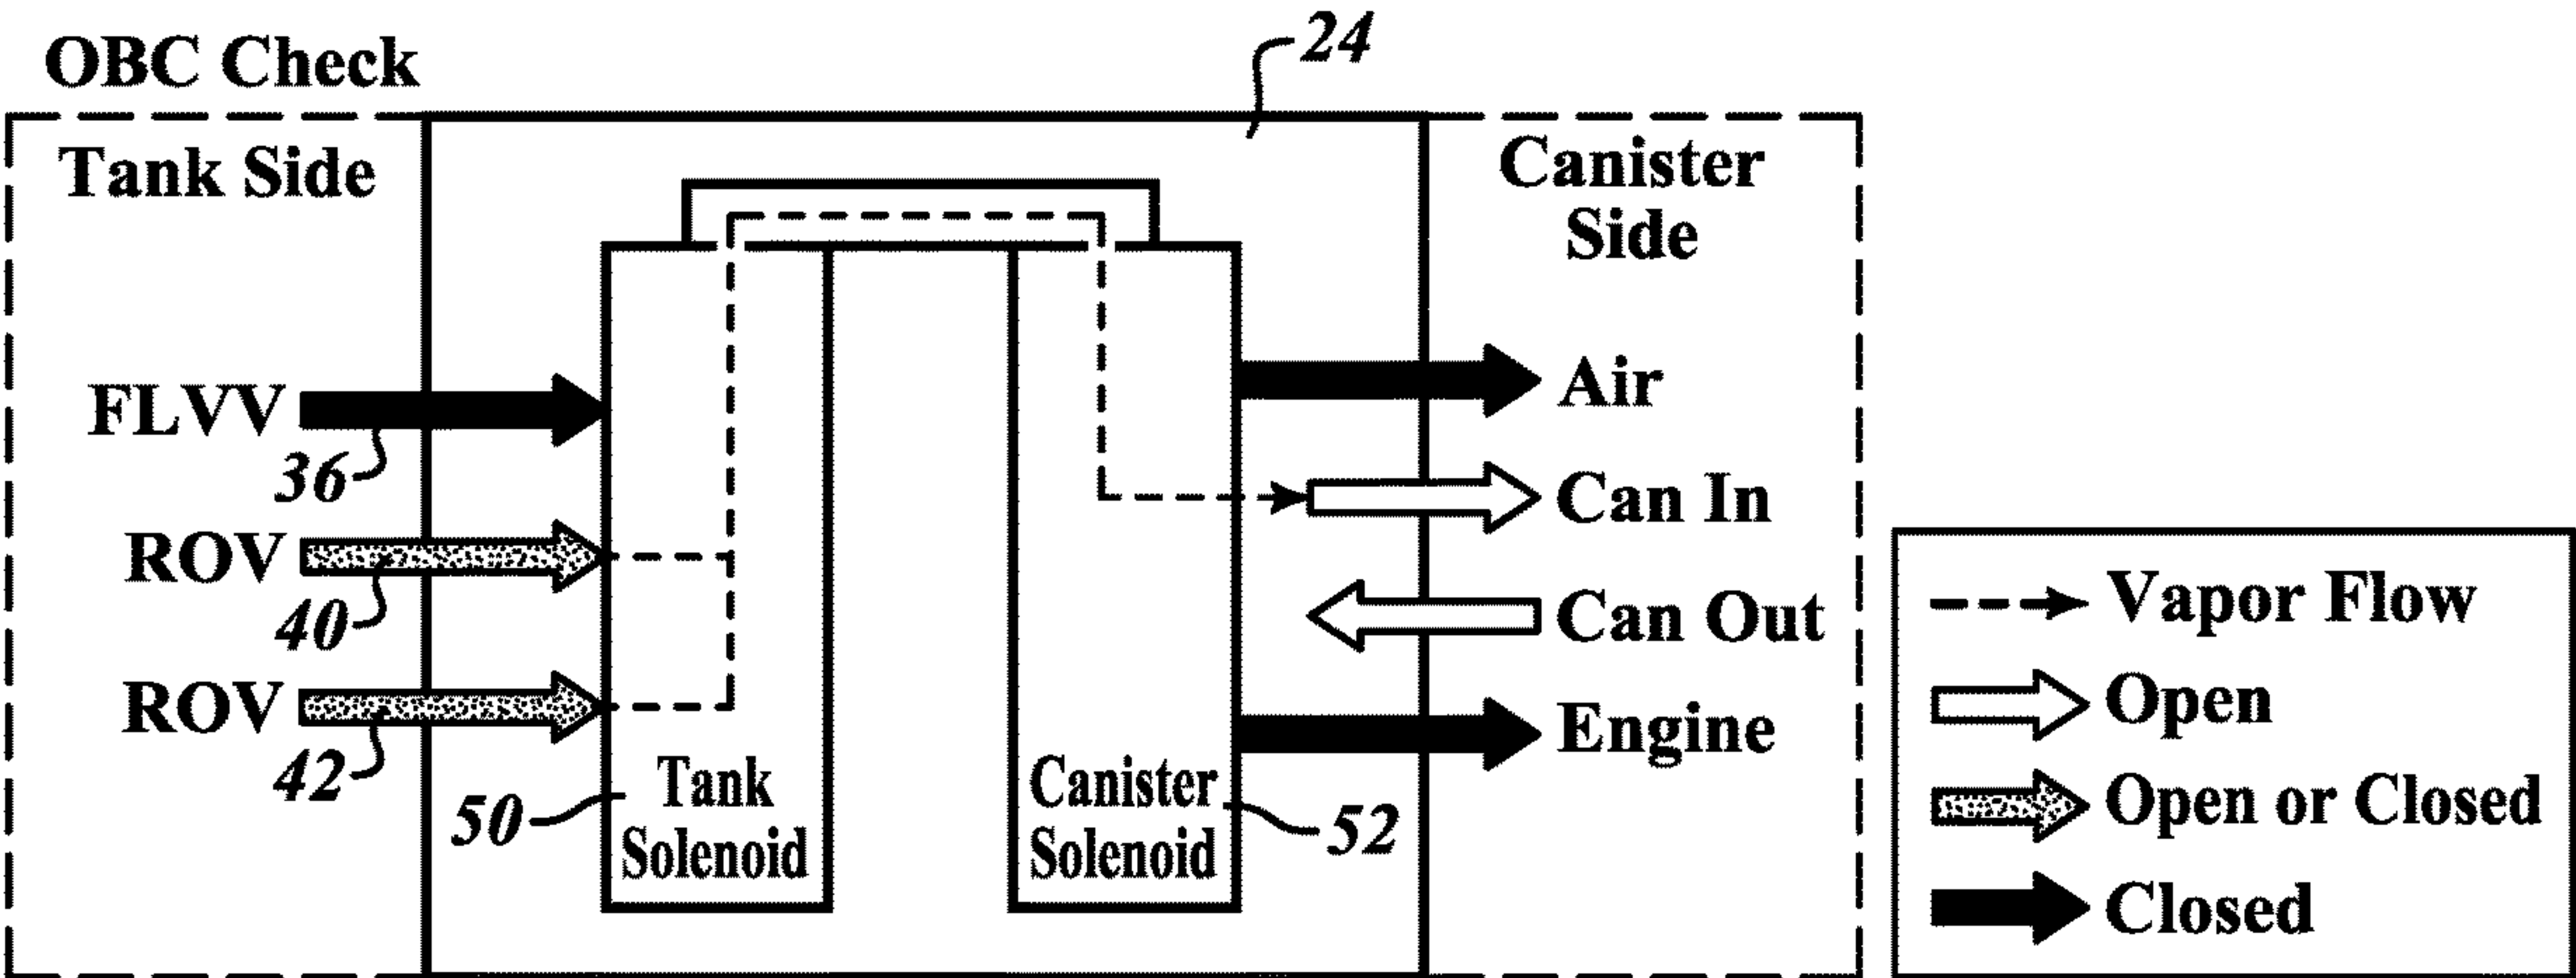 OBC Check
24
Tank Side
Canister
Side
FLVV
36
ROV
40
ROV
42
50
Tank
Solenoid
Canister
Solenoid
52
Air
Can In
Can Out
Engine
Vapor Flow
Open
Open or Closed
Closed